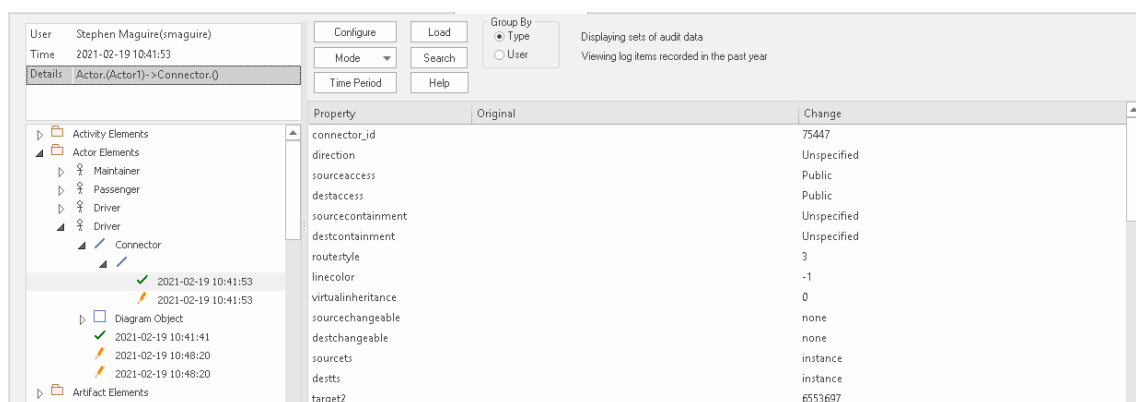 User Stephen Maguire(smaguire)
Time 2021-02-19 10:41:53
Details Actor.(Actor1)->Connector.()
Configure Load
Mode Search
Time Period Help
Group By
Type
User
Displaying sets of audit data
Viewing log items recorded in the past year
Activity Elements
Actor Elements
Maintainer
Passenger
Driver
Driver
Connector
2021-02-19 10:41:53
2021-02-19 10:41:53
Diagram Object
2021-02-19 10:41:41
2021-02-19 10:48:20
2021-02-19 10:48:20
Artifact Elements
Property Original Change
connector_id 75447
direction Unspecified
sourceaccess Public
destaccess Public
sourcecontainment Unspecified
destcontainment Unspecified
routestyle 3
linecolor -1
virtualinheritance 0
sourcechangeable none
destchangeable none
sourcets instance
destts instance
target2 6553697